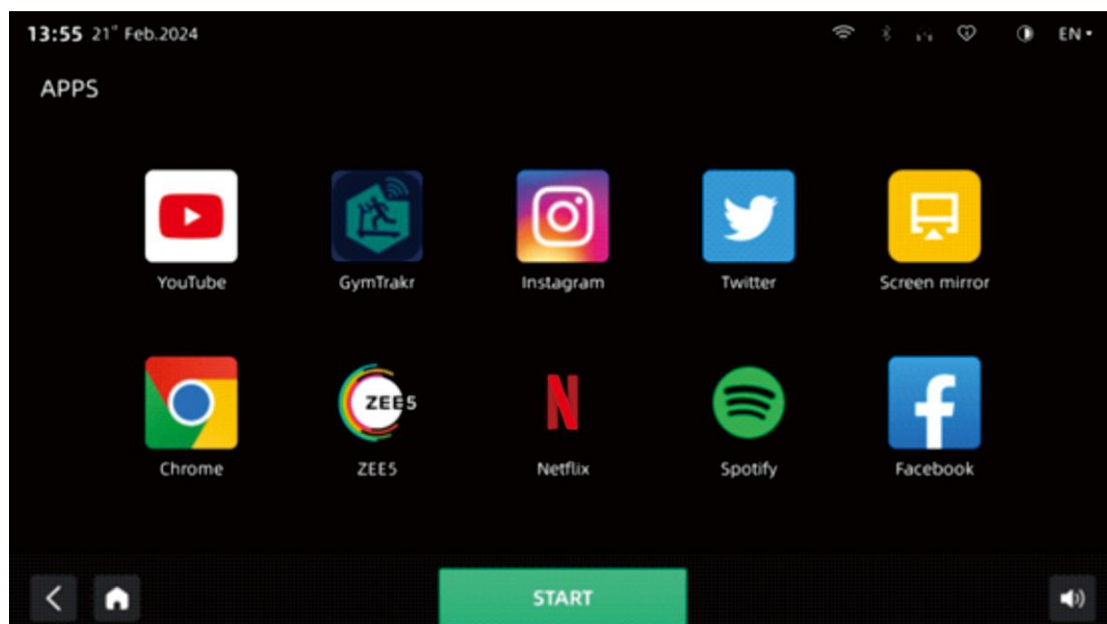 13:55 21st Feb.2024
EN
APPS
YouTube GymTrakr Instagram Twitter Screen mirror
ZEE5
Chrome ZEE5 Netflix Spotify Facebook
START